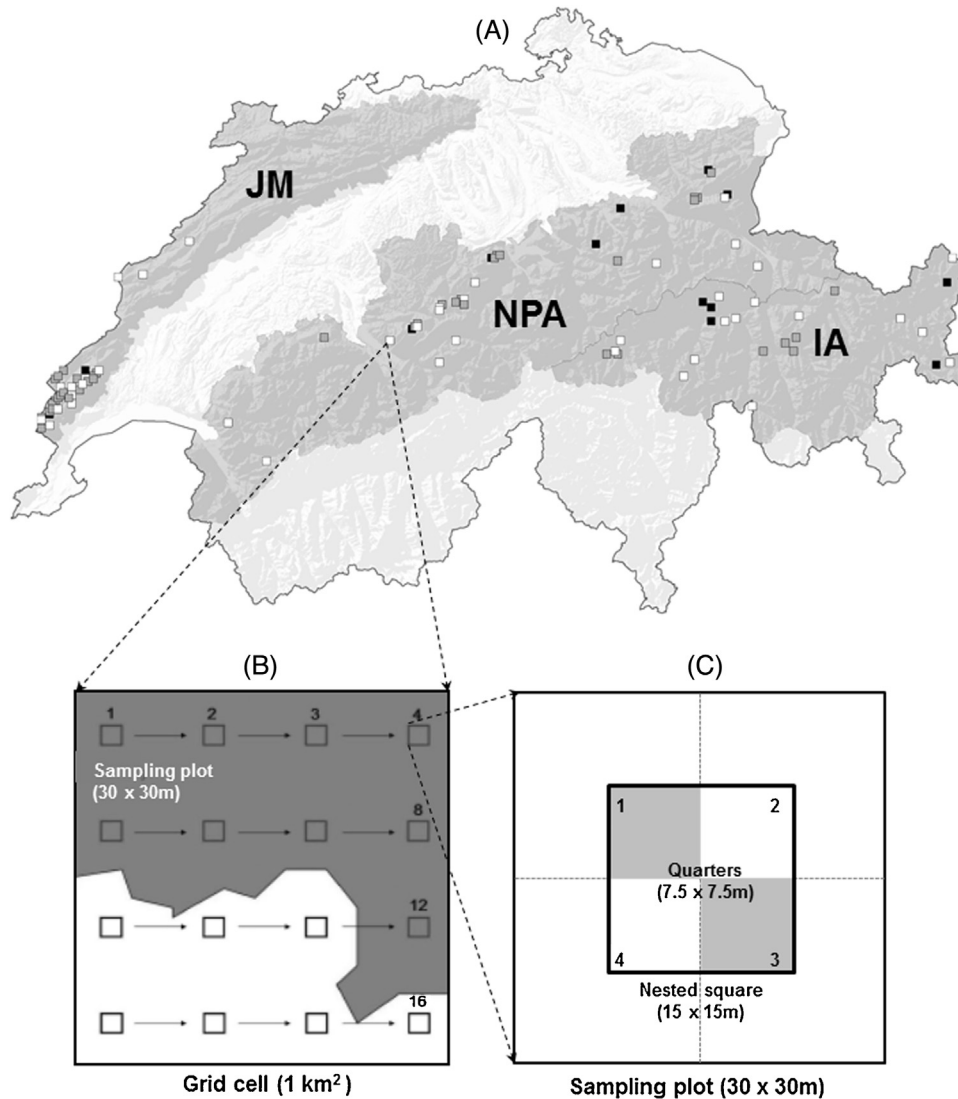 (A)
JM
NPA
IA
(B)
(C)
1 2 3 4
Sampling plot
(30 x 30m)
8
12
16
Grid cell (1 km²)
1 2
Quarters
(7.5 x 7.5m)
4 3
Nested square
(15 x 15m)
Sampling plot (30 x 30m)